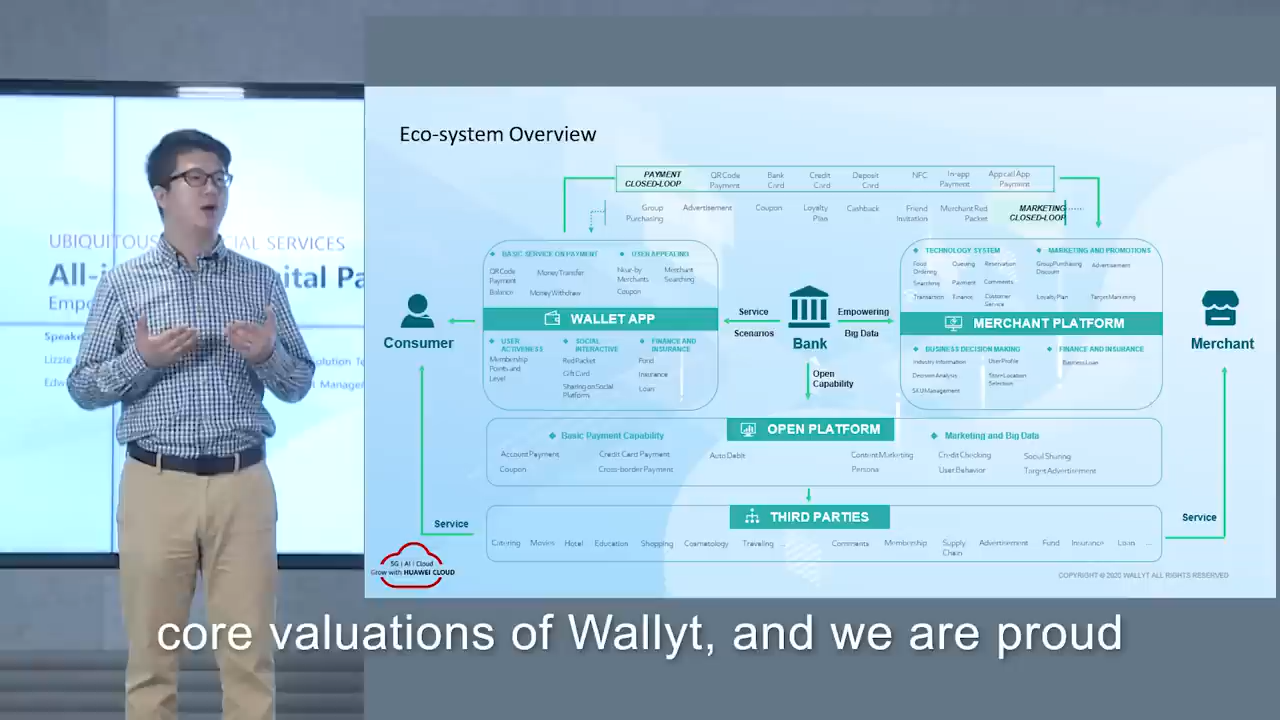 UBIQUITOUS
CIAL SERVICES
All-i
ital Pa
Empo
Speake
Lizzie
olution Te
Edw
t Manager
Eco-system Overview
PAYMENT
CLOSED-LOOP
QR Code
Payment
Bank
Card
Credit
Card
Deposit
Card
NFC
In-app
Payment
App call App
Payment
Group
Purchasing
Advertisement
Coupon
Loyalty
Plan
Cashback
Friend
Invitation
Merchant Red
Packet
MARKETING
CLOSED-LOOP
Consumer
BASIC SERVICE ON PAYMENT
USER APPEALING
QR Code
Payment
Money Transfer
Balance
Money Withdraw
Near-by
Merchants
Merchant
Searching
Coupon
WALLET APP
USER
ACTIVENESS
SOCIAL
INTERACTIVE
FINANCE AND
INSURANCE
Membership
Points and
Level
Red Packet
Gift Card
Sharing on Social
Platform
Fund
Insurance
Loan
Service
Scenarios
Bank
Empowering
Big Data
Open
Capability
TECHNOLOGY SYSTEM
MARKETING AND PROMOTIONS
Food
Ordering
Queuing
Reservation
Searching
Payment
Comments
Transaction
Finance
Customer
Service
Group Purchasing
Discount
Advertisement
Loyalty Plan
Target Marketing
MERCHANT PLATFORM
BUSINESS DECISION MAKING
FINANCE AND INSURANCE
Industry Information
User Profile
Decision Analysis
Store Location
Selection
SKU Management
Business Loan
Merchant
OPEN PLATFORM
Basic Payment Capability
Marketing and Big Data
Account Payment
Credit Card Payment
Auto Debit
Coupon
Cross-border Payment
Content Marketing
Credit Checking
Social Sharing
Persona
User Behavior
Target Advertisement
THIRD PARTIES
Service
Service
Catering
Movies
Hotel
Education
Shopping
Cosmetology
Traveling ...
Comments
Membership
Supply
Chain
Advertisement
Fund
Insurance
Loan
...
5G | AI | Cloud
Grow with HUAWEI CLOUD
COPYRIGHT © 2020 WALLYT ALL RIGHTS RESERVED
core valuations of Wallyt, and we are proud